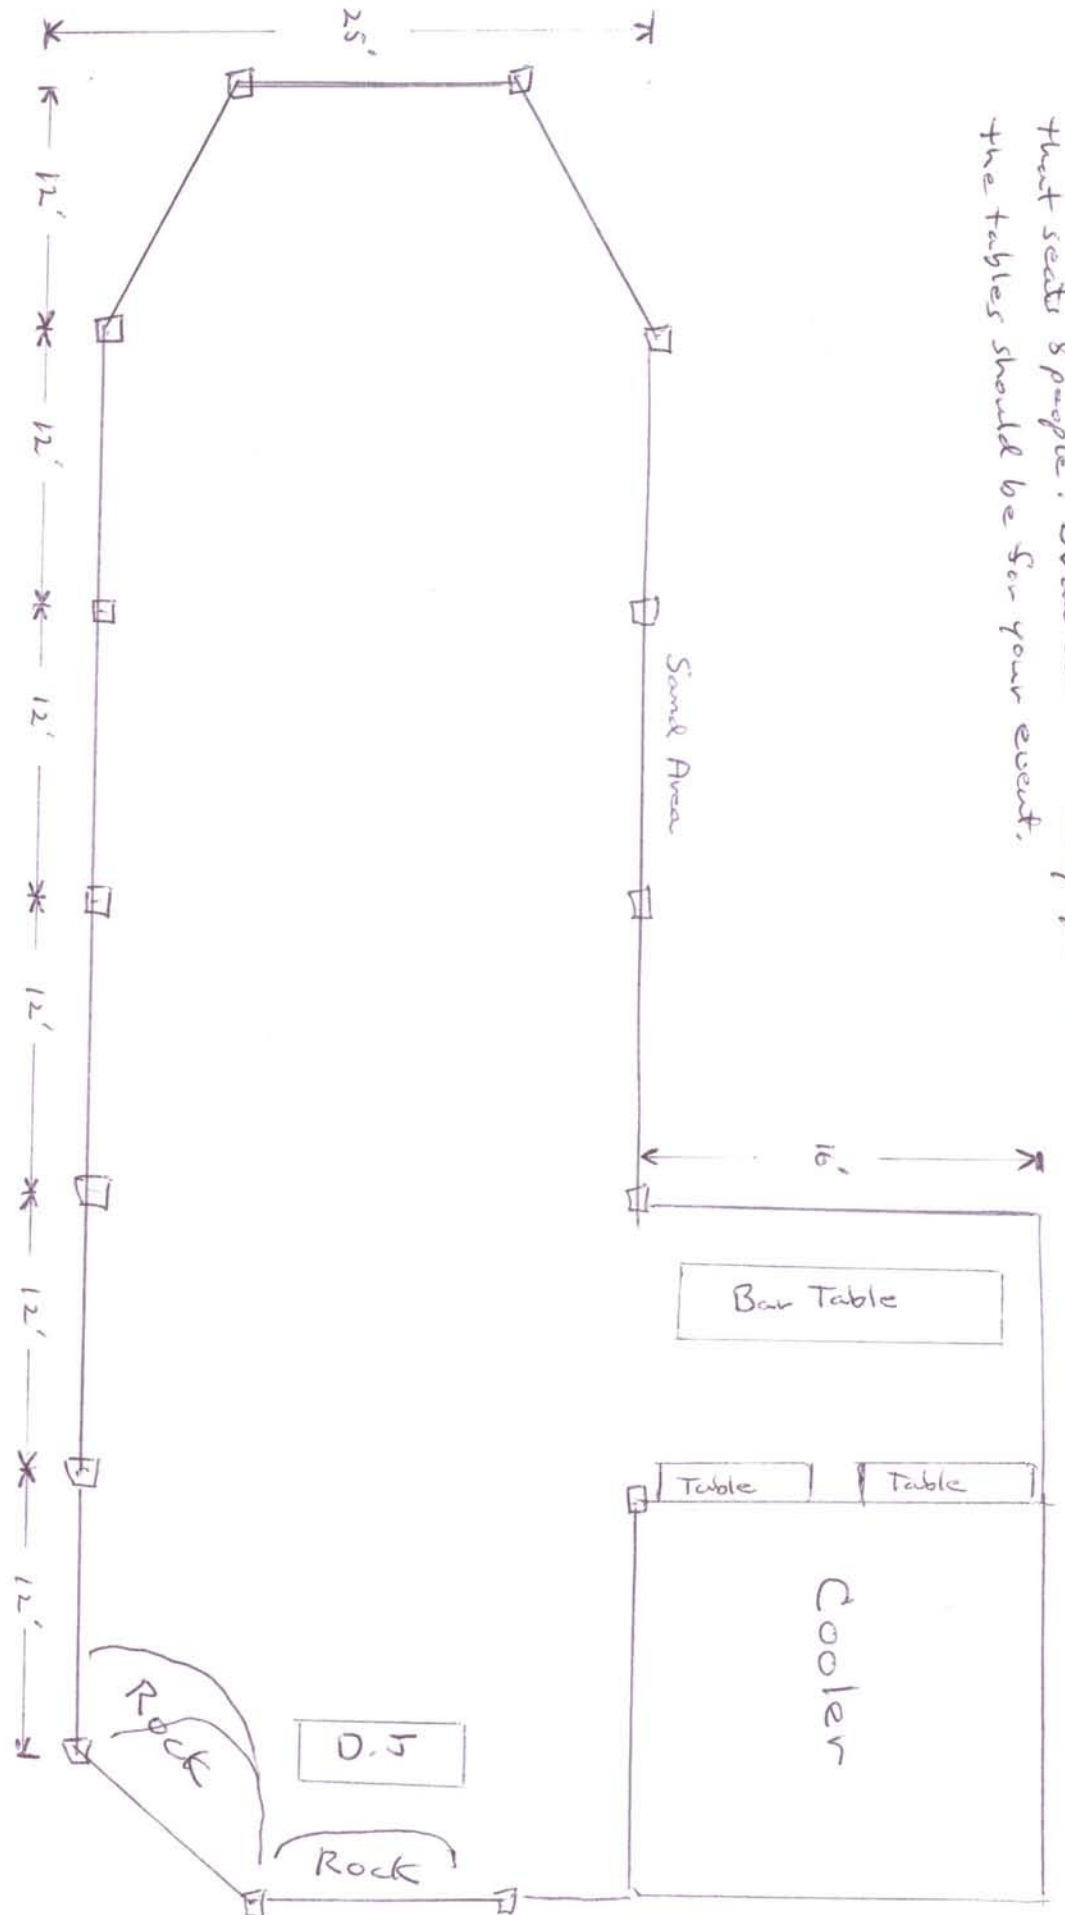 that seats 8 people.
the tables should be for your event.
25'
12'
12'
12'
12'
12'
12'
Sand Area
16'
Bar Table
Table
Table
Cooler
Rock
D.J
Rock